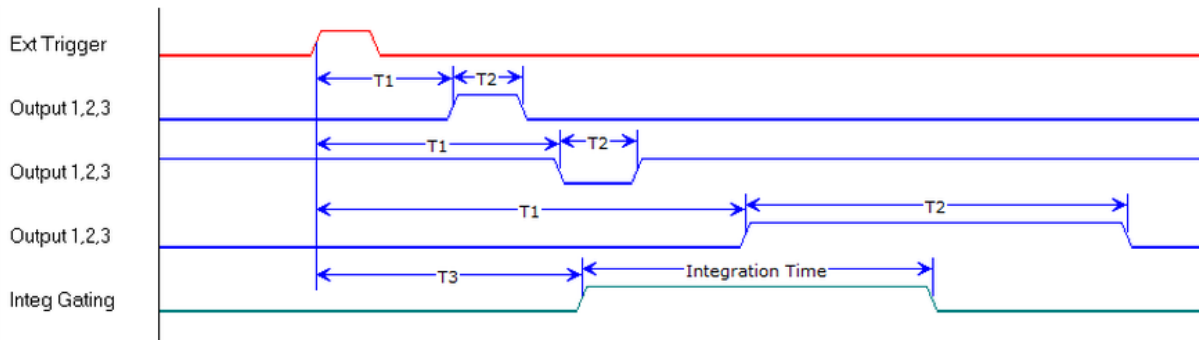 Ext Trigger
T1
T2
Output 1,2,3
T1
T2
Output 1,2,3
T1
T2
Output 1,2,3
T3
Integration Time
Integ Gating